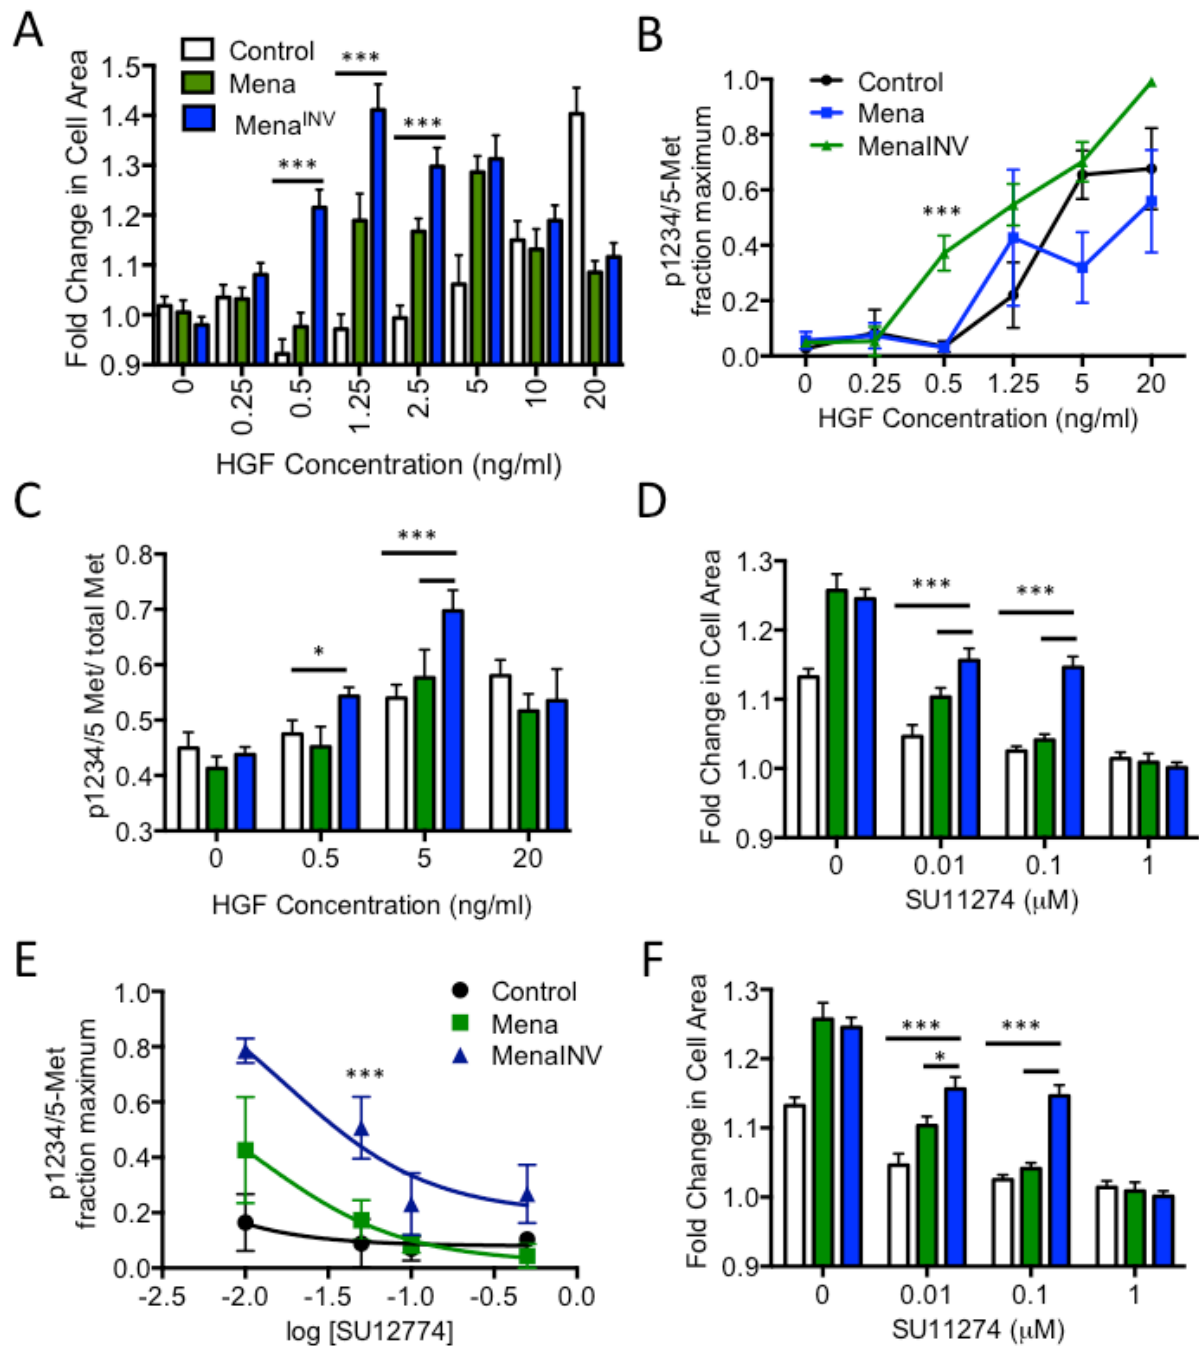 A
Control
Mena
Mena^INV
Fold Change in Cell Area
1.5
1.4
1.3
1.2
1.1
1.0
0.9
***
***
***
0 0.25 0.5 1.25 2.5 5 10 20
HGF Concentration (ng/ml)
B
Control
Mena
MenaINV
p1234/5-Met
fraction maximum
1.0
0.8
0.6
0.4
0.2
0.0
***
0 0.25 0.5 1.25 5 20
HGF Concentration (ng/ml)
C
p1234/5 Met/ total Met
0.8
0.7
0.6
0.5
0.4
0.3
*
***
0 0.5 5 20
HGF Concentration (ng/ml)
D
Fold Change in Cell Area
1.3
1.2
1.1
1.0
0.9
***
***
0 0.01 0.1 1
SU11274 (μM)
E
Control
Mena
MenaINV
p1234/5-Met
fraction maximum
1.0
0.8
0.6
0.4
0.2
0.0
***
-2.5 -2.0 -1.5 -1.0 -0.5 0.0
log [SU12774]
F
Fold Change in Cell Area
1.3
1.2
1.1
1.0
0.9
***
*
***
0 0.01 0.1 1
SU11274 (μM)